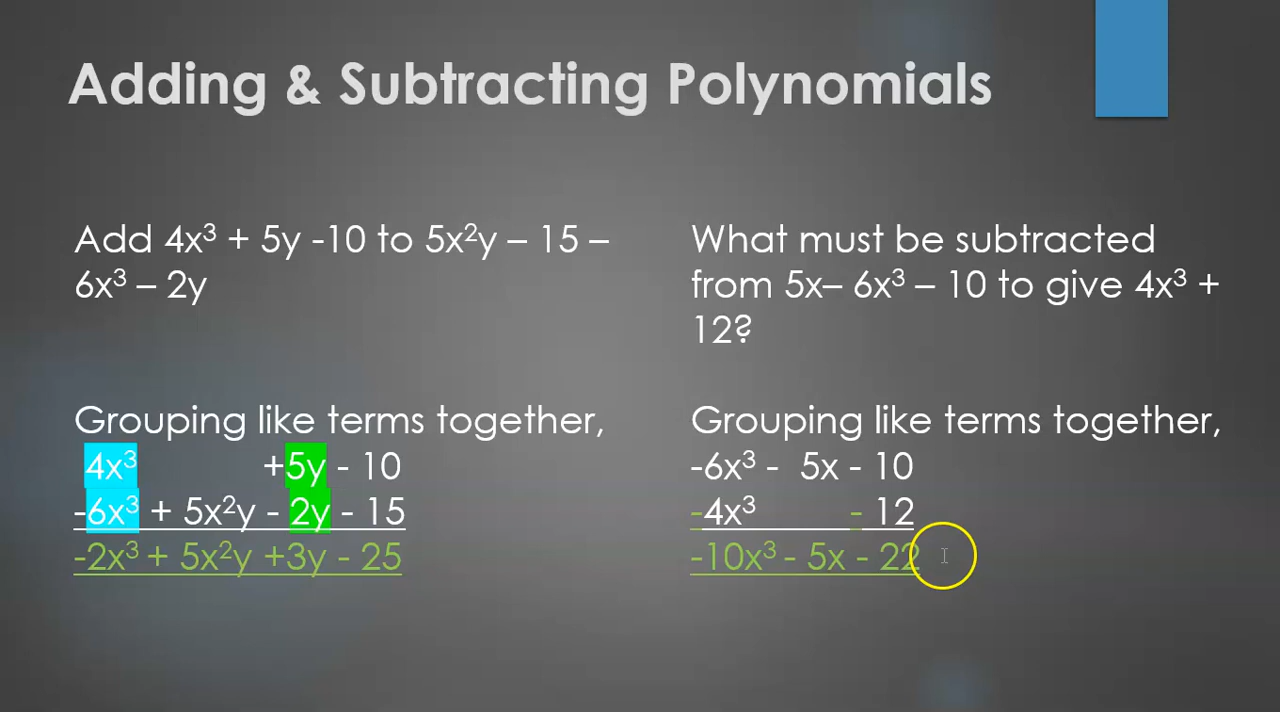 Adding & Subtracting Polynomials
Add 4x³ + 5y -10 to 5x²y – 15 –
6x³ – 2y
Grouping like terms together,
4x³ +5y - 10
-6x³ + 5x²y - 2y - 15
-2x³ + 5x²y +3y - 25
What must be subtracted
from 5x– 6x³ – 10 to give 4x³ +
12?
Grouping like terms together,
-6x³ - 5x - 10
-4x³ - 12
-10x³ - 5x - 22